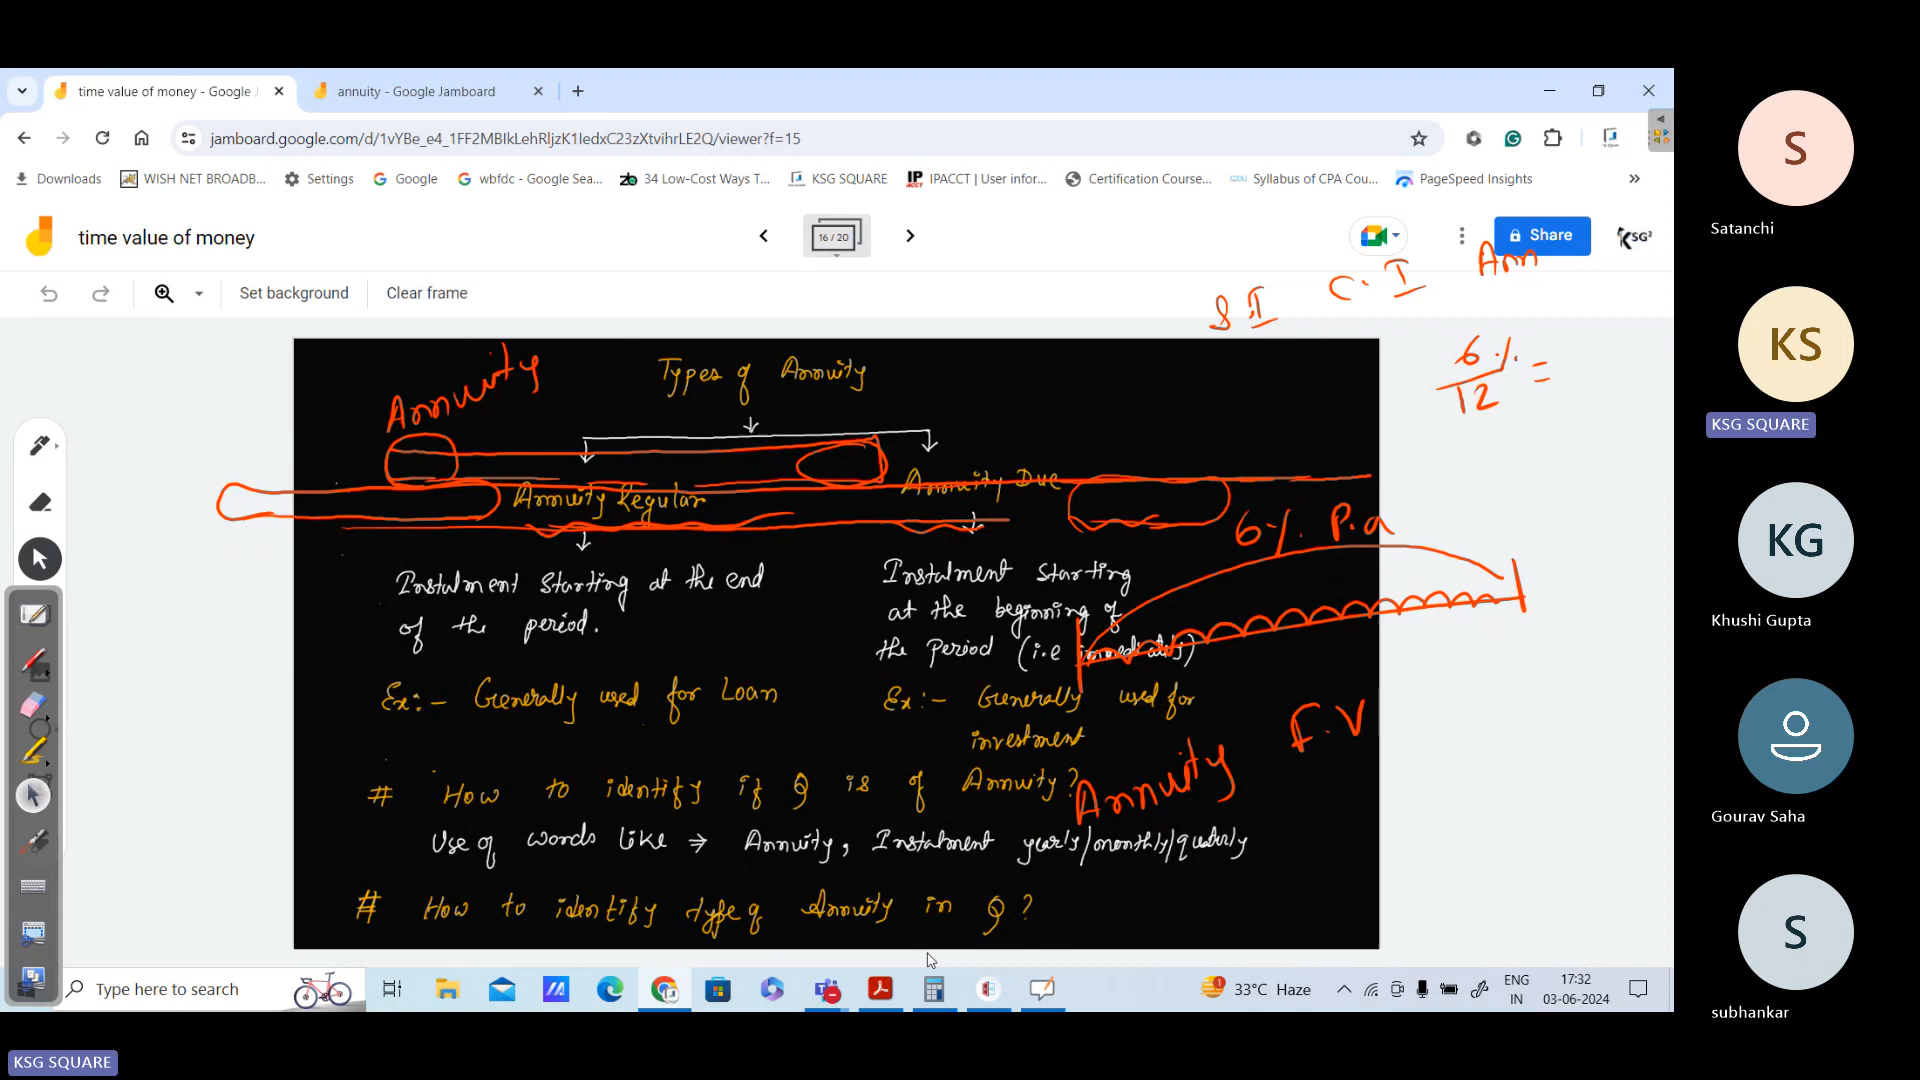 time value of money - Google J
annuity - Google Jamboard
jamboard.google.com/d/1vYBe_e4_1FF2MBIkLehRljzK1IedxC23zXtvihrLE2Q/viewer?f=15
Downloads
WISH NET BROADB...
Settings
Google
wbfdc - Google Sea...
34 Low-Cost Ways T...
KSG SQUARE
IPACCT | User infor...
Certification Course...
Syllabus of CPA Cou...
PageSpeed Insights
time value of money
16 / 20
Share
KSG²
Set background
Clear frame
S.I
C.I
Ann
6%
12
=
Annuity
Types of Annuity
Annuity Regular
Annuity Due
6% P.a
Instalment Starting at the end
of the period.
Instalment Starting
at the beginning of
the Period (i.e immediately)
Ex:- Generally used for Loan
Ex:- Generally used for
investment
F.V
Annuity
# How to identify if Q is of Annuity?
Use of words like ⇒ Annuity, Instalment yearly/monthly/quaterly
# How to identify type of Annuity in Q?
Type here to search
33°C Haze
ENG
IN
17:32
03-06-2024
S
Satanchi
KS
KSG SQUARE
KG
Khushi Gupta
Gourav Saha
S
subhankar
KSG SQUARE